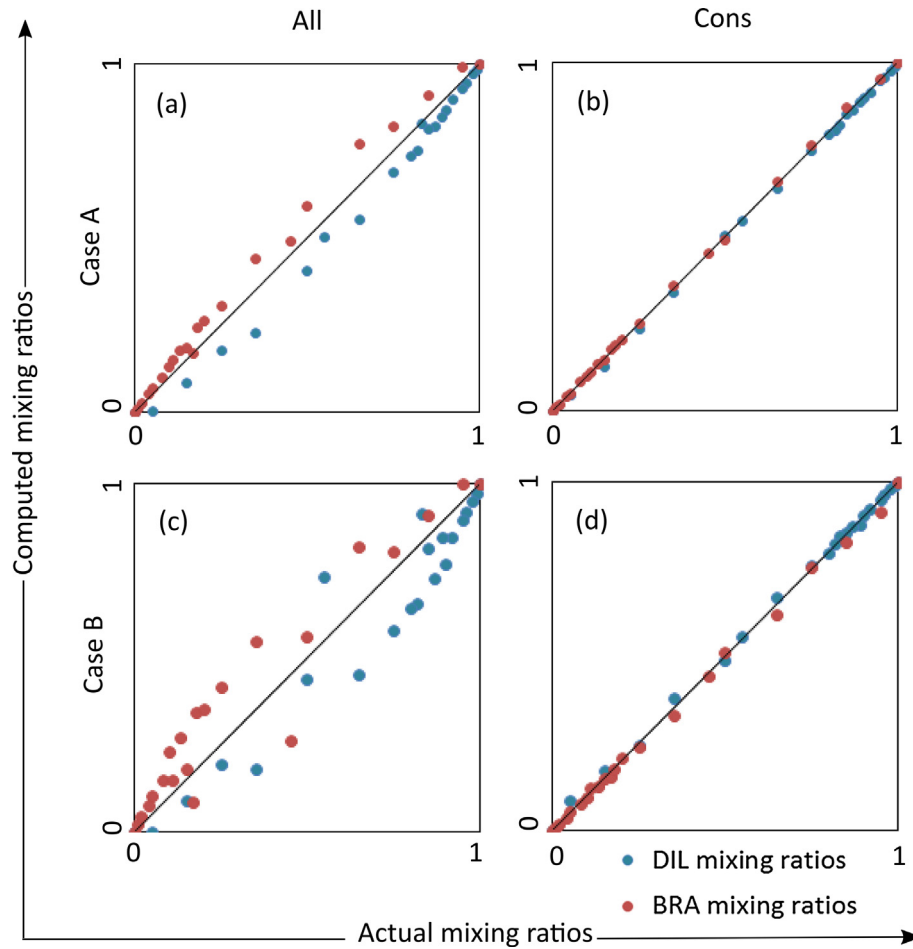 All
Cons
Computed mixing ratios
Case A
1
(a)
0
0
1
1
(b)
0
0
1
Case B
1
(c)
0
0
1
1
(d)
0
0
1
DIL mixing ratios
BRA mixing ratios
Actual mixing ratios